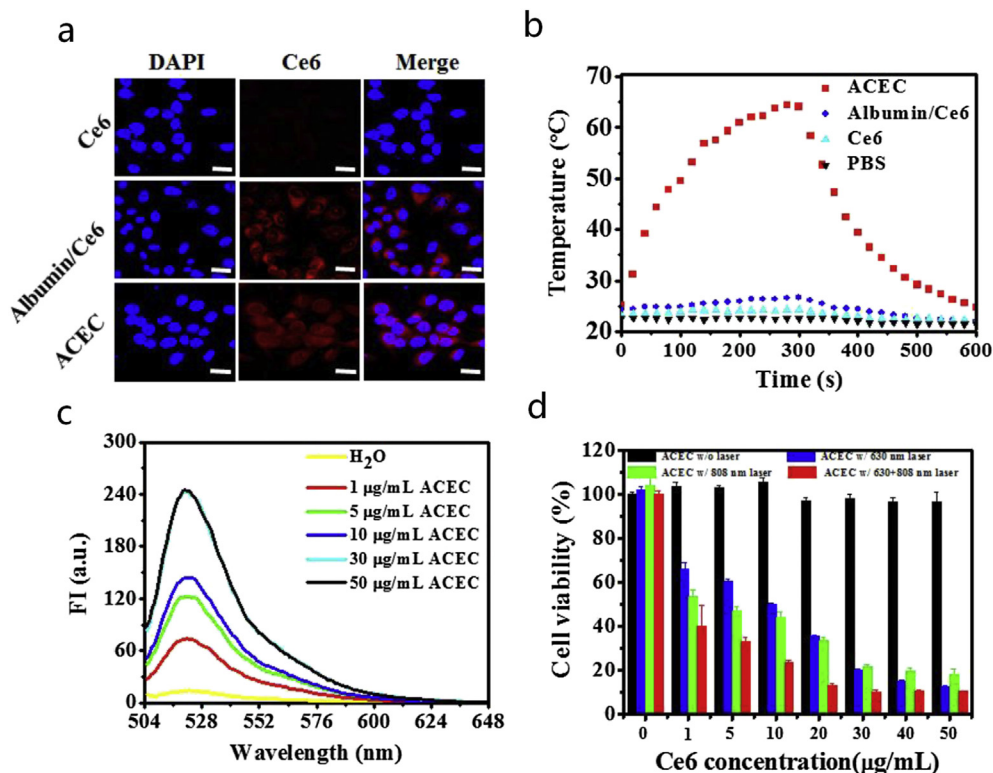 a
DAPI Ce6 Merge
Ce6
Albumin/Ce6
ACEC
b
Temperature (°C)
70
60
50
40
30
20
ACEC
Albumin/Ce6
Ce6
PBS
0 100 200 300 400 500 600
Time (s)
c
FI (a.u.)
300
240
180
120
60
0
H₂O
1 μg/mL ACEC
5 μg/mL ACEC
10 μg/mL ACEC
30 μg/mL ACEC
50 μg/mL ACEC
504 528 552 576 600 624 648
Wavelength (nm)
d
Cell viability (%)
120
100
80
60
40
20
0
ACEC w/o laser ACEC w/ 630 nm laser
ACEC w/ 808 nm laser ACEC w/ 630+808 nm laser
0 1 5 10 20 30 40 50
Ce6 concentration(μg/mL)